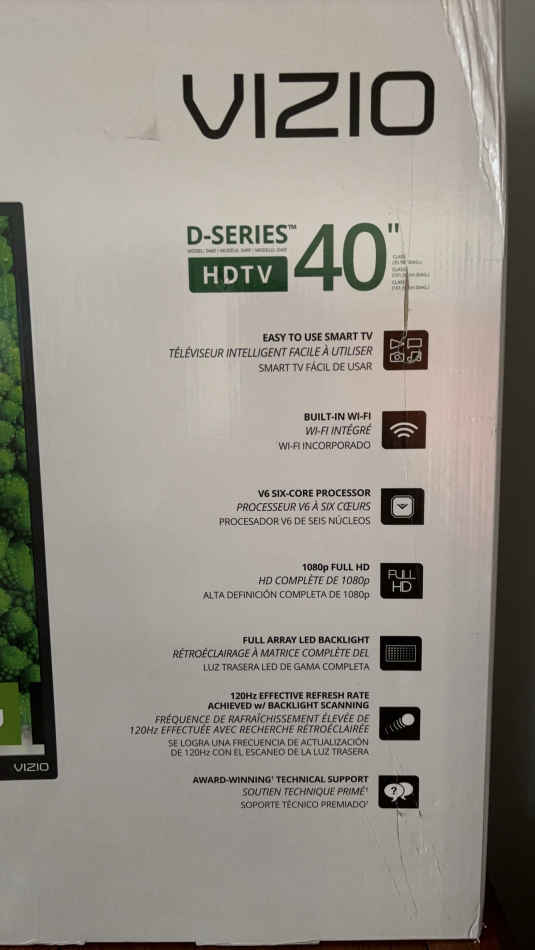 VIZIO
D-SERIES™
HDTV
40"
CLASS
EASY TO USE SMART TV
TÉLÉVISEUR INTELLIGENT FACILE À UTILISER
SMART TV FÁCIL DE USAR
BUILT-IN WI-FI
WI-FI INTÉGRÉ
WI-FI INCORPORADO
V6 SIX-CORE PROCESSOR
PROCESSEUR V6 À SIX CŒURS
PROCESADOR V6 DE SEIS NÚCLEOS
1080p FULL HD
HD COMPLÈTE DE 1080p
ALTA DEFINICIÓN COMPLETA DE 1080p
FULL HD
FULL ARRAY LED BACKLIGHT
RÉTROÉCLAIRAGE À MATRICE COMPLÈTE DEL
LUZ TRASERA LED DE GAMA COMPLETA
120Hz EFFECTIVE REFRESH RATE
ACHIEVED w/ BACKLIGHT SCANNING
FRÉQUENCE DE RAFRAÎCHISSEMENT ÉLEVÉE DE
120Hz EFFECTUÉE AVEC RECHERCHE RÉTROÉCLAIRÉE
SE LOGRA UNA FRECUENCIA DE ACTUALIZACIÓN
DE 120Hz CON EL ESCANEO DE LA LUZ TRASERA
VIZIO
AWARD-WINNING¹ TECHNICAL SUPPORT
SOUTIEN TECHNIQUE PRIMÉ¹
SOPORTE TÉCNICO PREMIADO¹